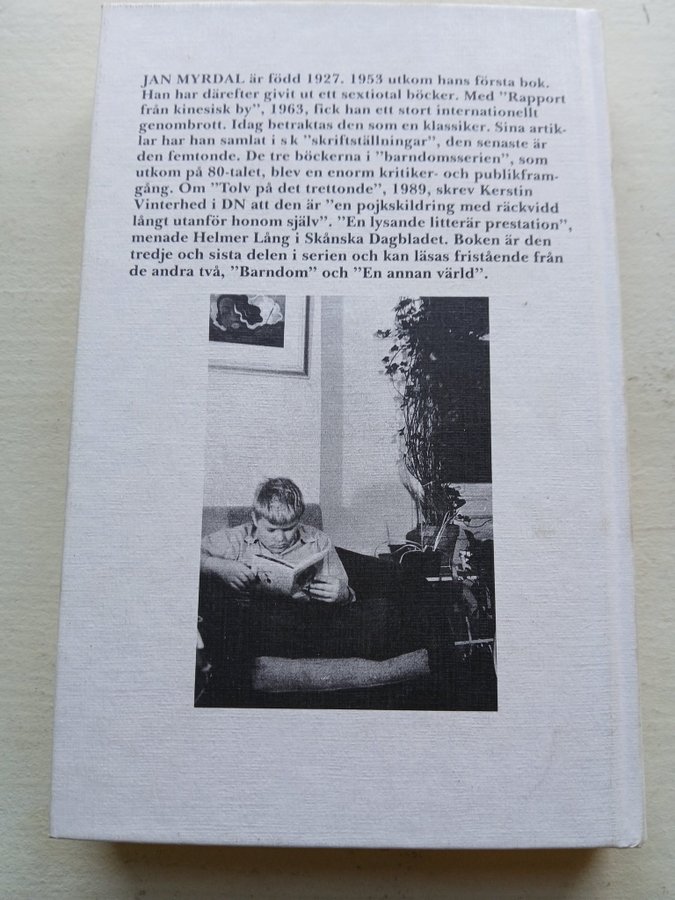 JAN MYRDAL är född 1927. 1953 utkom hans första bok.
Han har därefter givit ut ett sextiotal böcker. Med ”Rapport
från kinesisk by”, 1963, fick han ett stort internationellt
genombrott. Idag betraktas den som en klassiker. Sina artik-
lar har han samlat i s k ”skriftställningar”, den senaste är
den femtonde. De tre böckerna i ”barndomsserien”, som
utkom på 80-talet, blev en enorm kritiker- och publikfram-
gång. Om ”Tolv på det trettonde”, 1989, skrev Kerstin
Vinterhed i DN att den är ”en pojkskildring med räckvidd
långt utanför honom själv”. ”En lysande litterär prestation”,
menade Helmer Lång i Skånska Dagbladet. Boken är den
tredje och sista delen i serien och kan läsas fristående från
de andra två, ”Barndom” och ”En annan värld”.